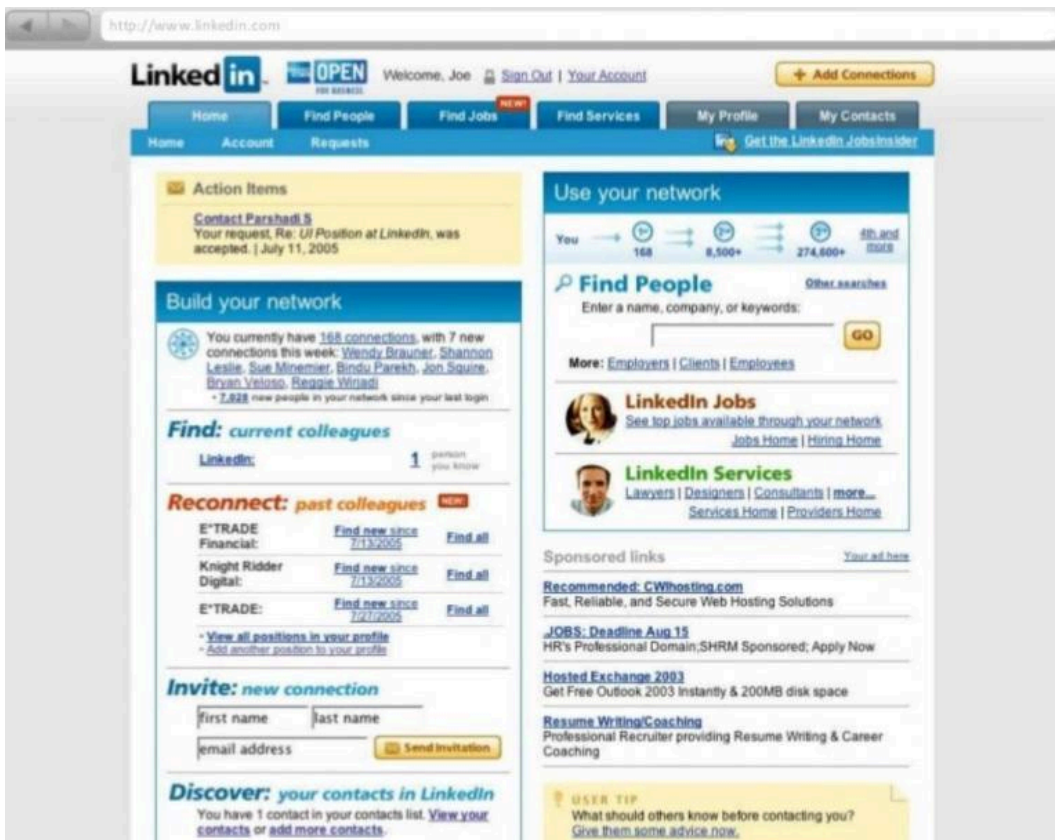 http://www.linkedin.com
Linked in OPEN FOR BUSINESS Welcome, Joe Sign Out | Your Account + Add Connections
NEW!
Home Find People Find Jobs Find Services My Profile My Contacts
Home Account Requests Get the LinkedIn JobsInsider
Action Items
Contact Parshadi S
Your request, Re: UI Position at LinkedIn, was
accepted. | July 11, 2005
Build your network
You currently have 168 connections, with 7 new
connections this week: Wendy Brauner, Shannon
Leslie, Sue Minemier, Bindu Parekh, Jon Squire,
Bryan Veloso, Reggie Wirjadi
• 7,828 new people in your network since your last login
Find: current colleagues
LinkedIn: 1 person
you know
Reconnect: past colleagues NEW!
E*TRADE
Financial: Find new since
7/13/2005 Find all
Knight Ridder
Digital: Find new since
7/13/2005 Find all
E*TRADE: Find new since
7/27/2005 Find all
• View all positions in your profile
• Add another position to your profile
Invite: new connection
first name last name
email address Send Invitation
Discover: your contacts in LinkedIn
You have 1 contact in your contacts list. View your
contacts or add more contacts.
Use your network
You 1st 2nd 3rd 4th and
more
168 8,500+ 274,600+
Find People Other searches
Enter a name, company, or keywords:
GO
More: Employers | Clients | Employees
LinkedIn Jobs
See top jobs available through your network
Jobs Home | Hiring Home
LinkedIn Services
Lawyers | Designers | Consultants | more...
Services Home | Providers Home
Sponsored links Your ad here
Recommended: CWhosting.com
Fast, Reliable, and Secure Web Hosting Solutions
JOBS: Deadline Aug 15
HR's Professional Domain;SHRM Sponsored; Apply Now
Hosted Exchange 2003
Get Free Outlook 2003 Instantly & 200MB disk space
Resume Writing/Coaching
Professional Recruiter providing Resume Writing & Career
Coaching
USER TIP
What should others know before contacting you?
Give them some advice now.